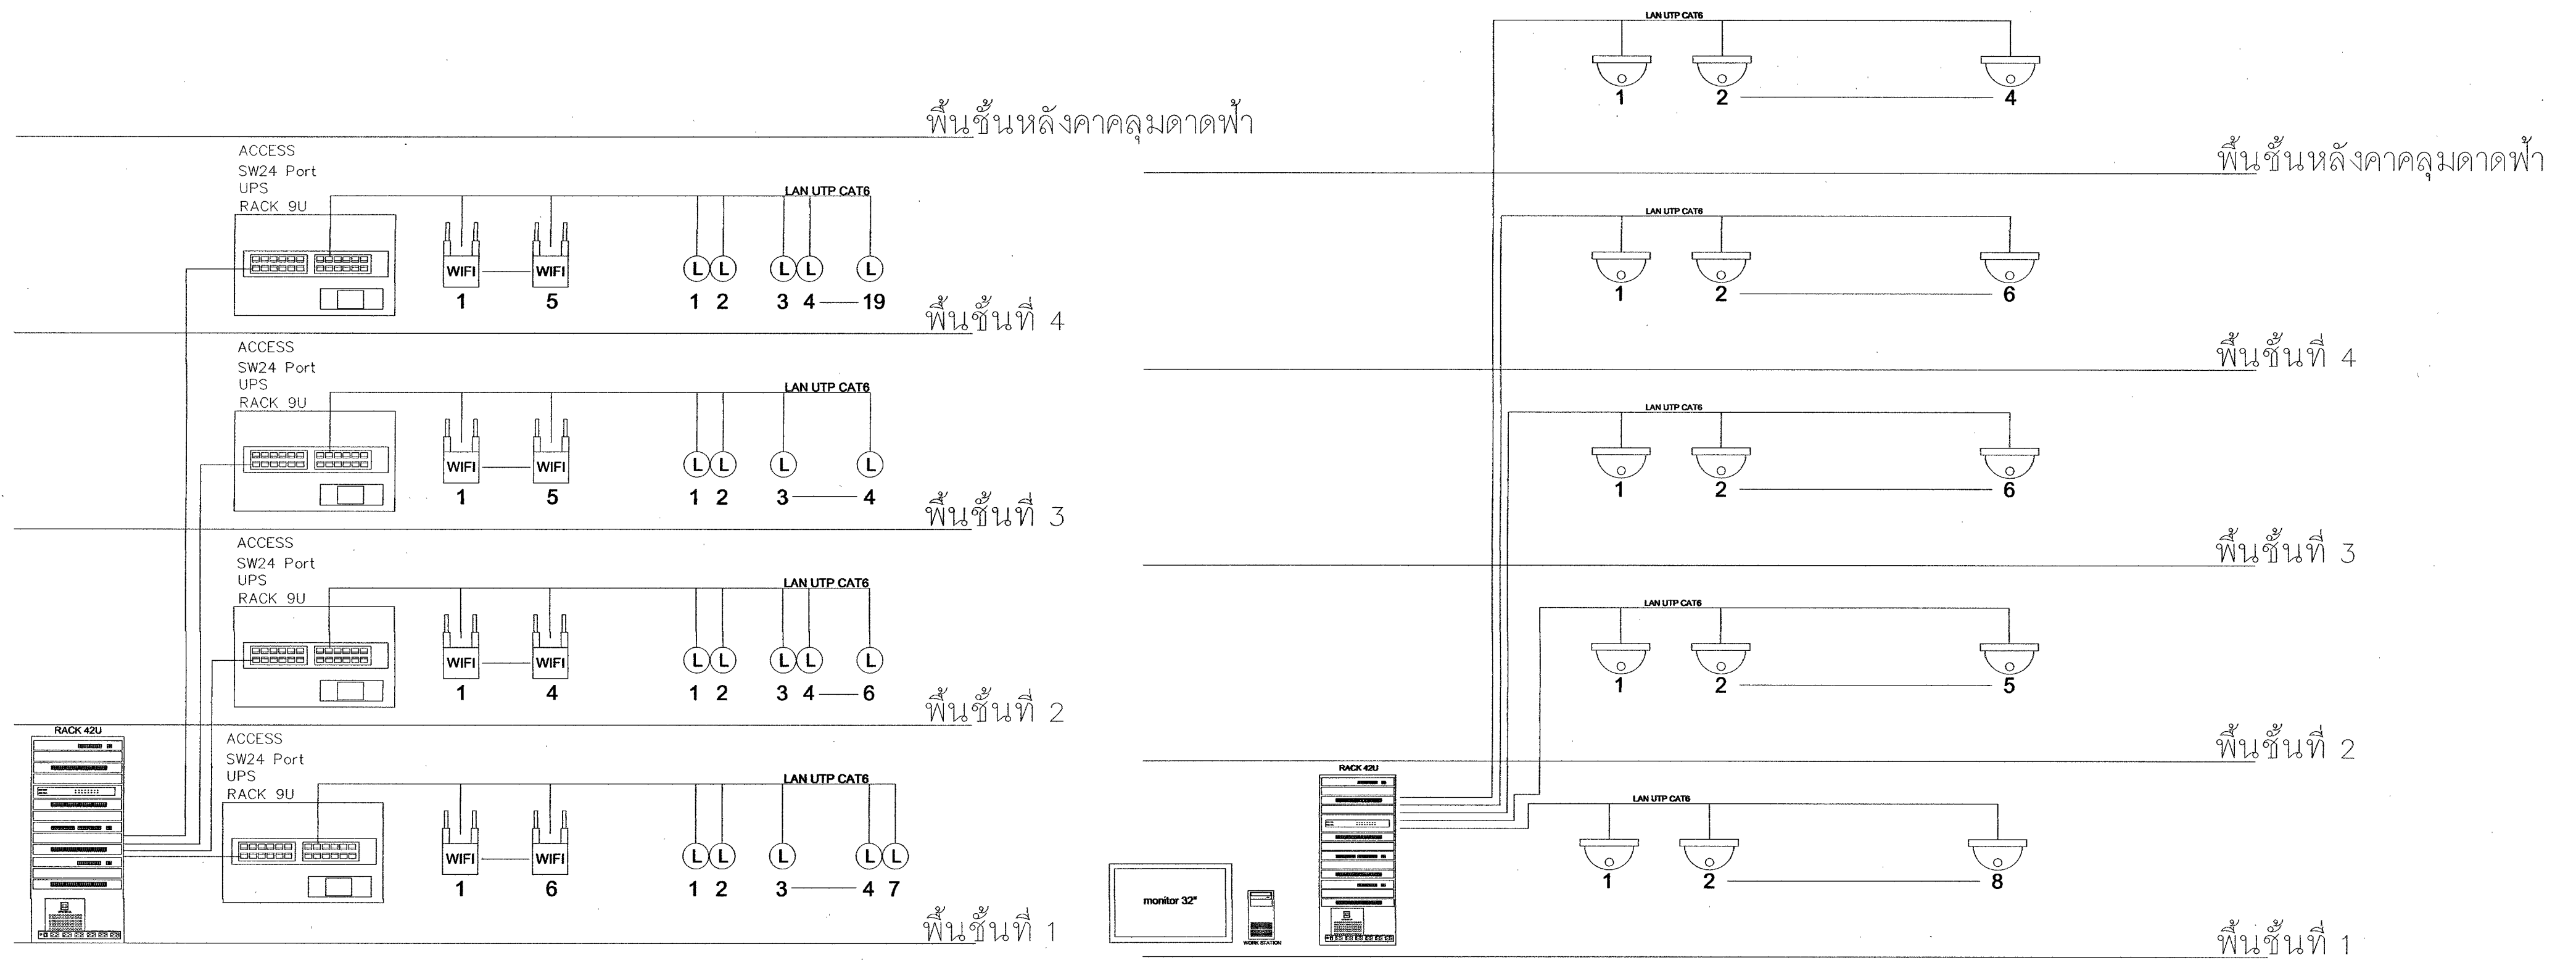 พื้นชั้นหลังคาคลุมดาดฟ้า
ACCESS
SW24 Port
UPS
RACK 9U
LAN UTP CAT6
WIFI WIFI L L L L L
1 5 1 2 3 4 19
พื้นชั้นที่ 4
ACCESS
SW24 Port
UPS
RACK 9U
LAN UTP CAT6
WIFI WIFI L L L L
1 5 1 2 3 4
พื้นชั้นที่ 3
ACCESS
SW24 Port
UPS
RACK 9U
LAN UTP CAT6
WIFI WIFI L L L L L
1 4 1 2 3 4 6
พื้นชั้นที่ 2
RACK 42U
ACCESS
SW24 Port
UPS
RACK 9U
LAN UTP CAT6
WIFI WIFI L L L L L
1 6 1 2 3 4 7
พื้นชั้นที่ 1
LAN UTP CAT6
1 2 4
พื้นชั้นหลังคาคลุมดาดฟ้า
LAN UTP CAT6
1 2 6
พื้นชั้นที่ 4
LAN UTP CAT6
1 2 6
พื้นชั้นที่ 3
LAN UTP CAT6
1 2 5
พื้นชั้นที่ 2
RACK 42U
LAN UTP CAT6
1 2 8
monitor 32"
WORK STATION
พื้นชั้นที่ 1